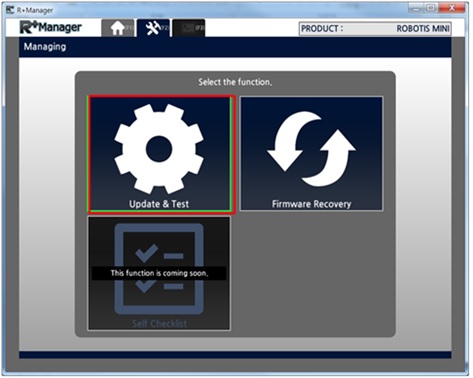 R+Manager
R+Manager
(F2)
(F3)
PRODUCT :
ROBOTIS MINI
Managing
Select the function.
Update & Test
Firmware Recovery
This function is coming soon.
Self Checklist